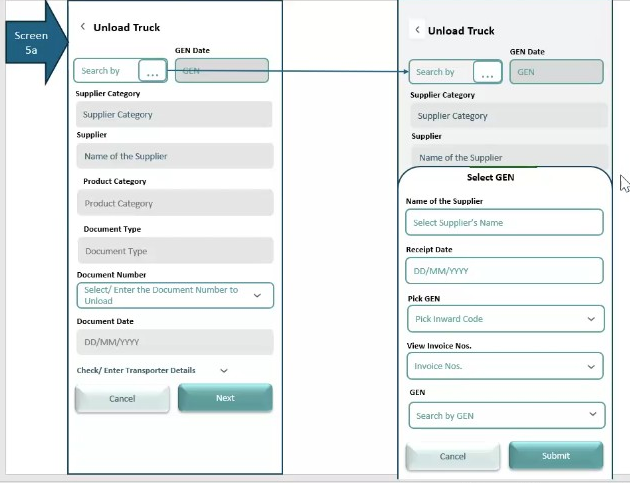 Screen
5a
Unload Truck
GEN Date
Search by
...
GEN
Supplier Category
Supplier Category
Supplier
Name of the Supplier
Product Category
Product Category
Document Type
Document Type
Document Number
Select/ Enter the Document Number to
Unload
Document Date
DD/MM/YYYY
Check/ Enter Transporter Details
Cancel
Next
Unload Truck
GEN Date
Search by
...
GEN
Supplier Category
Supplier Category
Supplier
Name of the Supplier
Select GEN
Name of the Supplier
Select Supplier's Name
Receipt Date
DD/MM/YYYY
Pick GEN
Pick Inward Code
View Invoice Nos.
Invoice Nos.
GEN
Search by GEN
Cancel
Submit